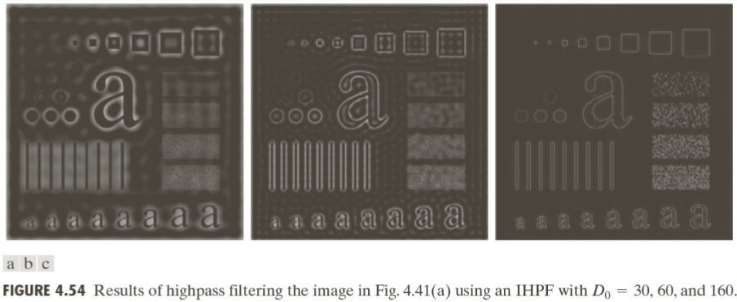 a
a a a a a a a a
a
a a a a a a a a
a
a a a a a a a a
a b c
FIGURE 4.54 Results of highpass filtering the image in Fig. 4.41(a) using an IHPF with D₀ = 30, 60, and 160.